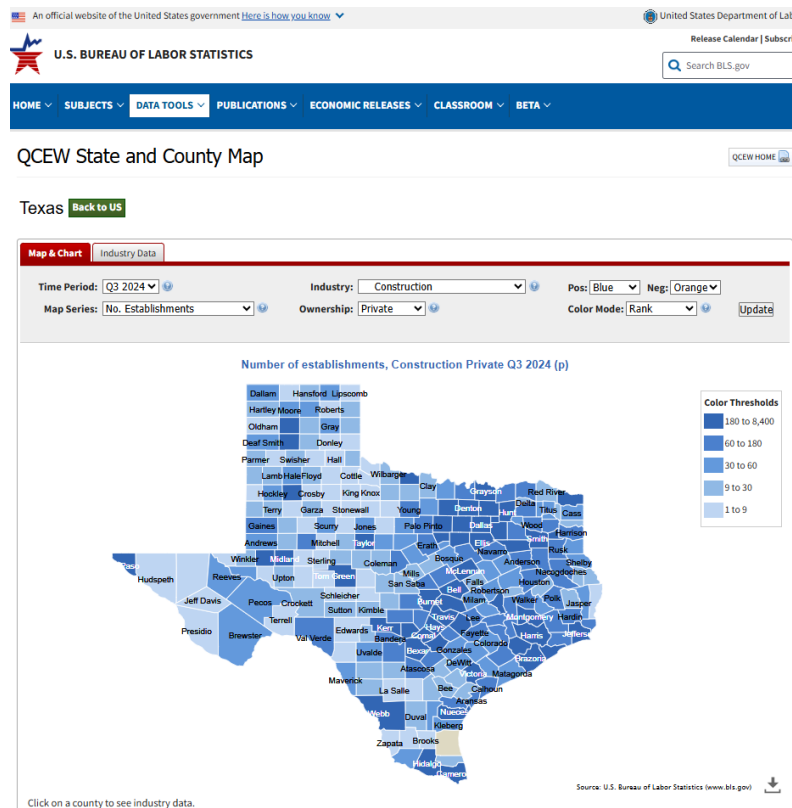 An official website of the United States government Here is how you know
United States Department of Lab
Release Calendar | Subscri
U.S. BUREAU OF LABOR STATISTICS
Search BLS.gov
HOME SUBJECTS DATA TOOLS PUBLICATIONS ECONOMIC RELEASES CLASSROOM BETA
QCEW State and County Map
QCEW HOME
Texas Back to US
Map & Chart Industry Data
Time Period: Q3 2024 Industry: Construction Pos: Blue Neg: Orange
Map Series: No. Establishments Ownership: Private Color Mode: Rank Update
Number of establishments, Construction Private Q3 2024 (p)
Color Thresholds
180 to 8,400
60 to 180
30 to 60
9 to 30
1 to 9
Dallam Hansford Lipscomb
Hartley Moore Roberts
Oldham Gray
Deaf Smith Donley
Parmer Swisher Hall
Lamb Hale Floyd Cottle Wilbarger
Clay Grayson Red River
Hockley Crosby King Knox
Terry Garza Stonewall Young Denton Hunt Delta Titus Cass
Gaines Scurry Jones Palo Pinto Dallas Wood Harrison
Andrews Mitchell Taylor Erath Ellis Smith Rusk
Winkler Midland Sterling Coleman Bosque Navarro Anderson Shelby
Paso Hudspeth Reeves Upton Tom Green Mills McLennan Falls Houston Nacogdoches
San Saba Bell Robertson
Jeff Davis Pecos Crockett Schleicher Burnet Milam Walker Polk Jasper
Sutton Kimble
Presidio Brewster Terrell Travis Lee Montgomery Hardin
Val Verde Edwards Kerr Hays Fayette Harris Jeffers
Bandera Comal Colorado
Uvalde Bexar Gonzales Brazoria
Maverick Atascosa DeWitt Victoria Matagorda
La Salle Bee Calhoun
Aransas
Webb Duval Nueces
Kleberg
Zapata Brooks
Hidalgo
Cameron
Source: U.S. Bureau of Labor Statistics (www.bls.gov)
Click on a county to see industry data.